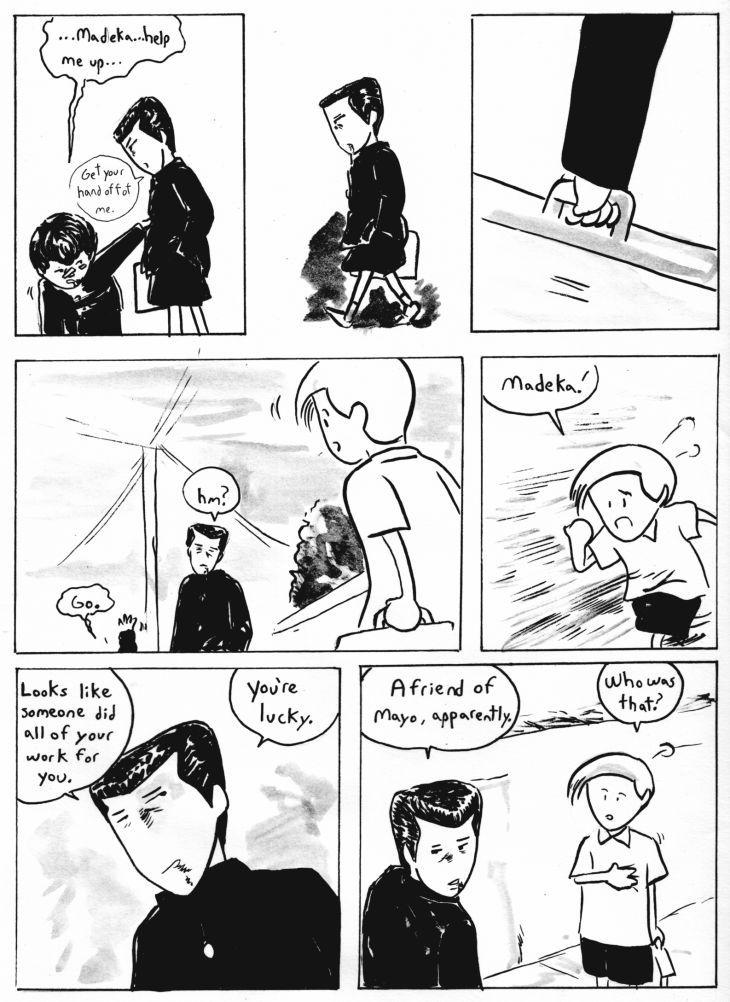 ...Madeka...help
me up...
Get your
hand off of
me.
hm?
Go.
Madeka!
Looks like
someone did
all of your
work for
you.
You're
lucky.
A friend of
Mayo, apparently.
Who was
that?